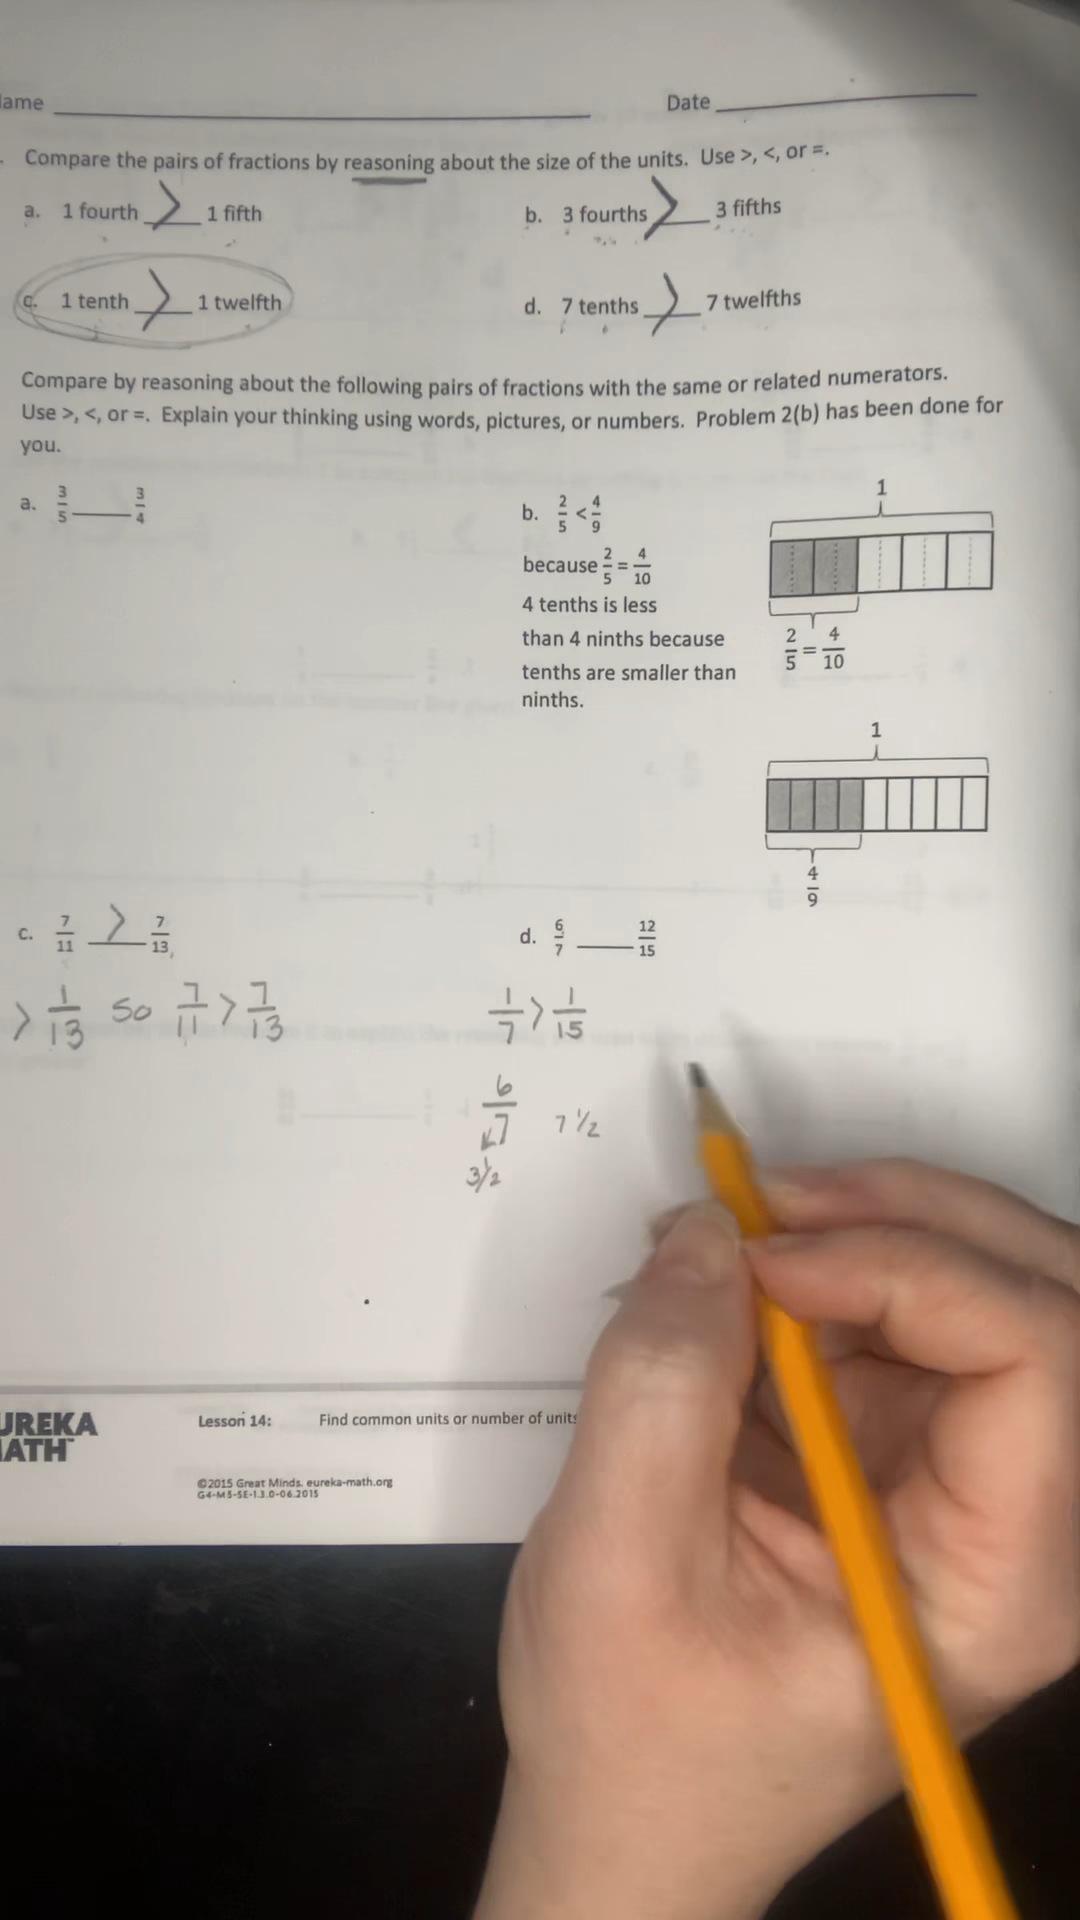 ame ____ Date ____
Compare the pairs of fractions by reasoning about the size of the units. Use >, <, or =.
a. 1 fourth > 1 fifth
b. 3 fourths > 3 fifths
c. 1 tenth > 1 twelfth
d. 7 tenths > 7 twelfths
Compare by reasoning about the following pairs of fractions with the same or related numerators.
Use >, <, or =. Explain your thinking using words, pictures, or numbers. Problem 2(b) has been done for
you.
a. 3/5 ____ 3/4
b. 2/5 < 4/9
because 2/5 = 4/10
4 tenths is less
than 4 ninths because
tenths are smaller than
ninths.
1
2/5 = 4/10
1
4/9
c. 7/11 > 7/13
> 1/13 so 7/11 > 7/13
d. 6/7 ____ 12/15
1/7 > 1/15
6/7 7 1/2
3 1/2
UREKA
MATH™
Lesson 14: Find common units or number of units
©2015 Great Minds. eureka-math.org
G4-M5-SE-1.3.0-06.2015